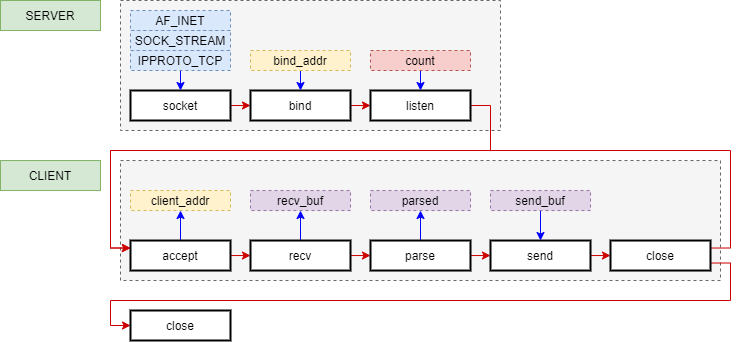 SERVER
AF_INET
SOCK_STREAM
IPPROTO_TCP
bind_addr
count
socket
bind
listen
CLIENT
client_addr
recv_buf
parsed
send_buf
accept
recv
parse
send
close
close